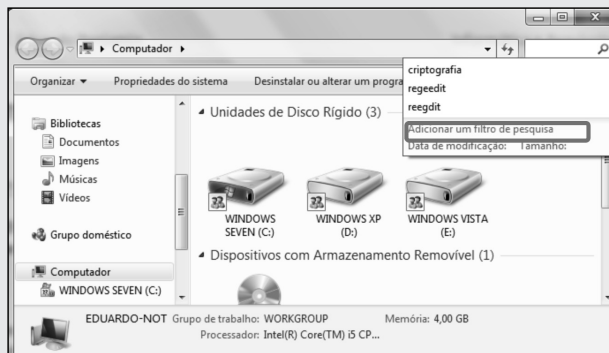 Computador
criptografia
regeedit
reegdit
Adicionar um filtro de pesquisa
Data de modificação: Tamanho:
Organizar Propriedades do sistema Desinstalar ou alterar um progra
Bibliotecas
Documentos
Imagens
Músicas
Vídeos
Grupo doméstico
Computador
WINDOWS SEVEN (C:)
Unidades de Disco Rígido (3)
WINDOWS
SEVEN (C:)
WINDOWS XP
(D:)
WINDOWS VISTA
(E:)
Dispositivos com Armazenamento Removível (1)
EDUARDO-NOT Grupo de trabalho: WORKGROUP Memória: 4,00 GB
Processador: Intel(R) Core(TM) i5 CP...